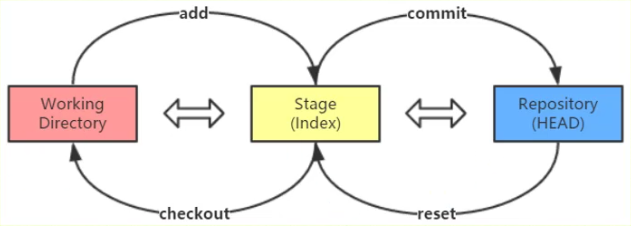 add
commit
Working
Directory
Stage
(Index)
Repository
(HEAD)
checkout
reset